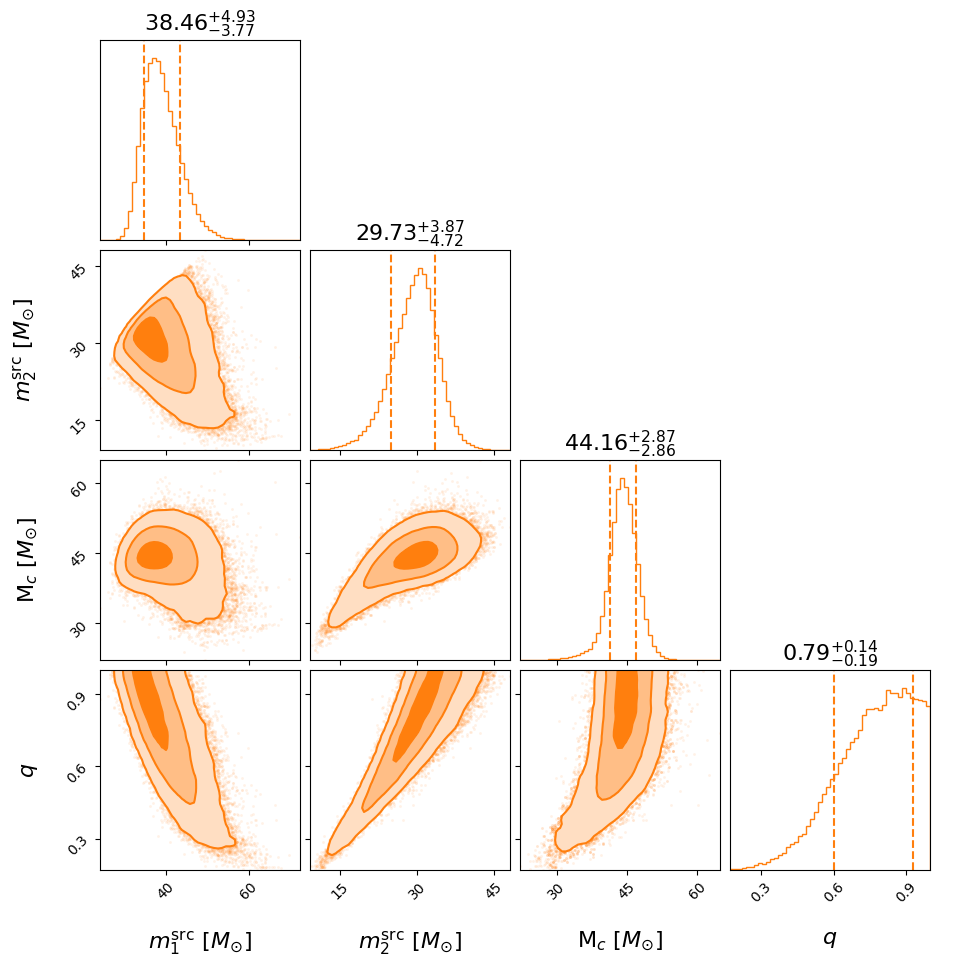 38.46+4.93−3.77
29.73+3.87−4.72
45
30
15
m2src [M⊙]
44.16+2.87−2.86
60
45
30
Mc [M⊙]
0.79+0.14−0.19
0.9
0.6
0.3
q
40 60
15 30 45
30 45 60
0.3 0.6 0.9
m1src [M⊙] m2src [M⊙] Mc [M⊙] q